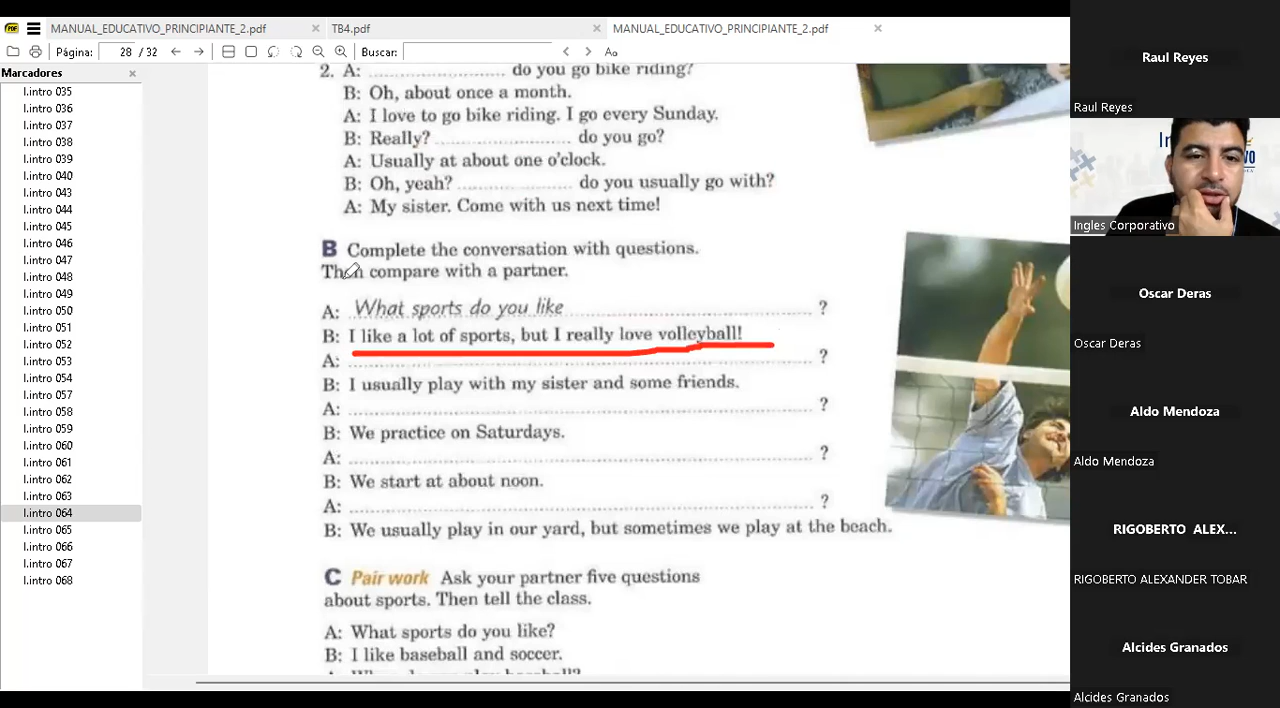 MANUAL_EDUCATIVO_PRINCIPIANTE_2.pdf
TB4.pdf
MANUAL_EDUCATIVO_PRINCIPIANTE_2.pdf
Página: 28 / 32
Buscar:
Marcadores
I.intro 035
I.intro 036
I.intro 037
I.intro 038
I.intro 039
I.intro 040
I.intro 043
I.intro 044
I.intro 045
I.intro 046
I.intro 047
I.intro 048
I.intro 049
I.intro 050
I.intro 051
I.intro 052
I.intro 053
I.intro 054
I.intro 057
I.intro 058
I.intro 059
I.intro 060
I.intro 061
I.intro 062
I.intro 063
I.intro 064
I.intro 065
I.intro 066
I.intro 067
I.intro 068
2. A: ........................ do you go bike riding?
B: Oh, about once a month.
A: I love to go bike riding. I go every Sunday.
B: Really? ........................ do you go?
A: Usually at about one o'clock.
B: Oh, yeah? ........................ do you usually go with?
A: My sister. Come with us next time!
B Complete the conversation with questions.
Then compare with a partner.
A: What sports do you like ?
B: I like a lot of sports, but I really love volleyball!
A: ........................ ?
B: I usually play with my sister and some friends.
A: ........................ ?
B: We practice on Saturdays.
A: ........................ ?
B: We start at about noon.
A: ........................ ?
B: We usually play in our yard, but sometimes we play at the beach.
C Pair work Ask your partner five questions
about sports. Then tell the class.
A: What sports do you like?
B: I like baseball and soccer.
Raul Reyes
Raul Reyes
Ingles Corporativo
Oscar Deras
Oscar Deras
Aldo Mendoza
Aldo Mendoza
RIGOBERTO ALEX...
RIGOBERTO ALEXANDER TOBAR
Alcides Granados
Alcides Granados